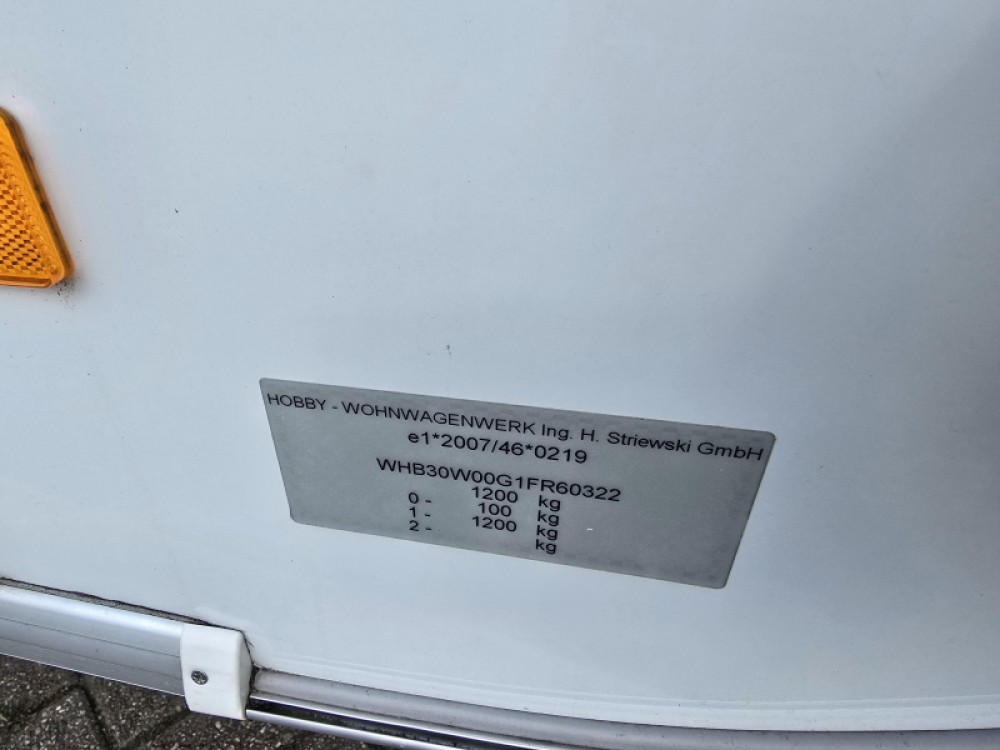 HOBBY - WOHNWAGENWERK Ing. H. Striewski GmbH
e1*2007/46*0219
WHB30W00G1FR60322
1200 kg
0 - 100 kg
1 - 1200 kg
2 - kg